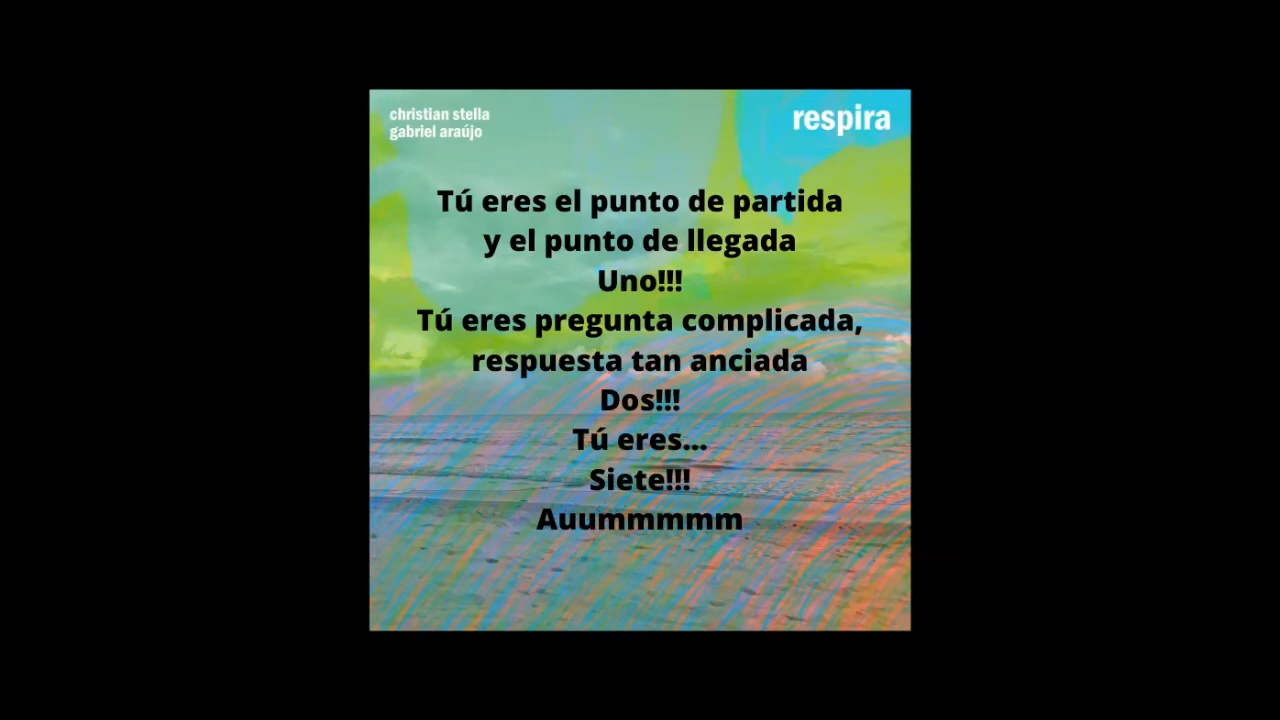 christian stella
gabriel araújo
respira
Tú eres el punto de partida
y el punto de llegada
Uno!!!
Tú eres pregunta complicada,
respuesta tan anciada
Dos!!!
Tú eres...
Siete!!!
Auummmmm